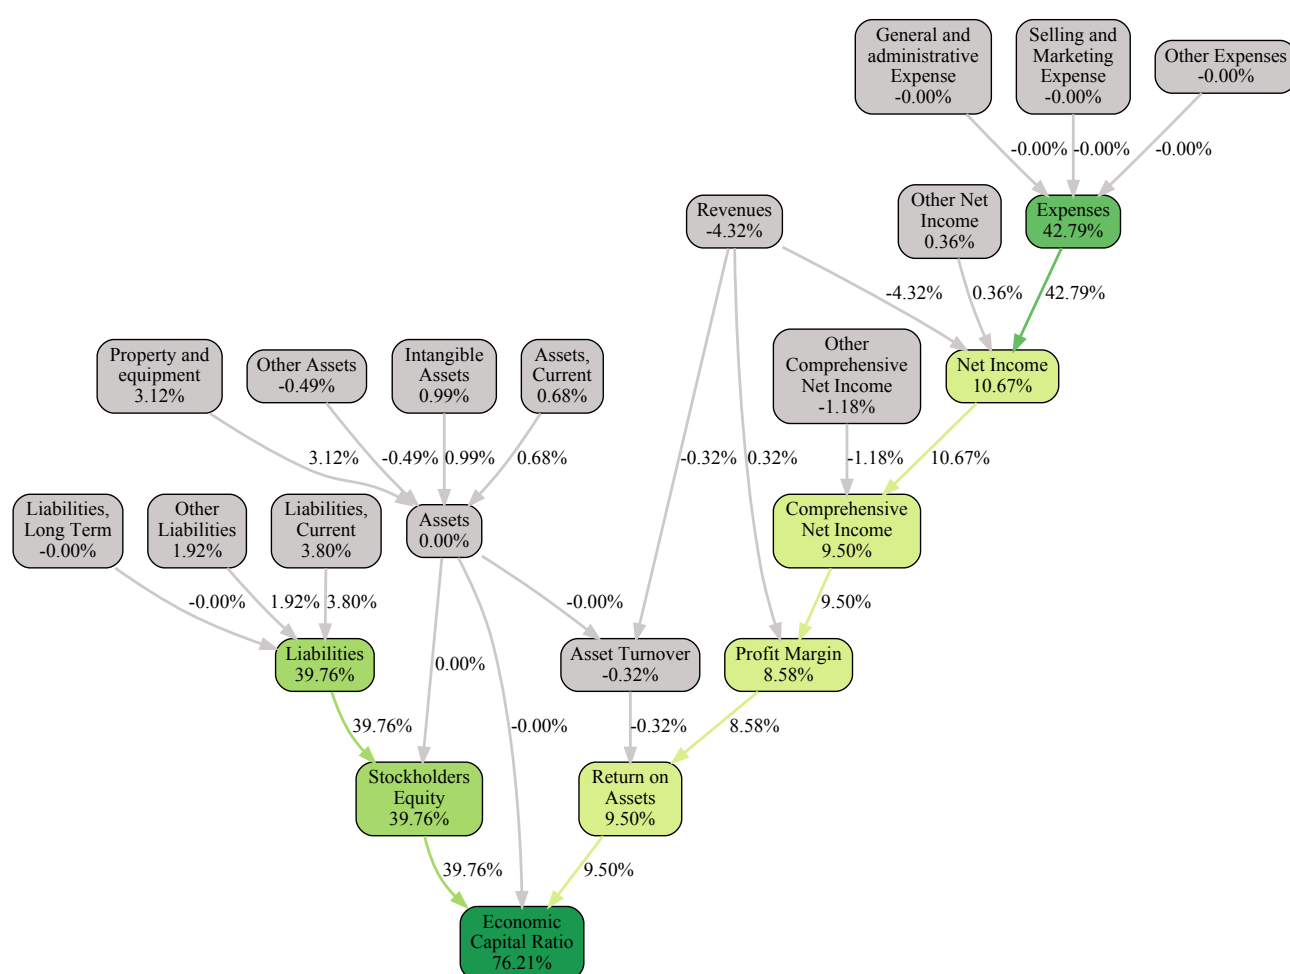 General and
administrative
Expense
-0.00%
Selling and
Marketing
Expense
-0.00%
Other Expenses
-0.00%
-0.00%
-0.00%
-0.00%
Revenues
-4.32%
Other Net
Income
0.36%
Expenses
42.79%
-4.32%
0.36%
42.79%
Property and
equipment
3.12%
Other Assets
-0.49%
Intangible
Assets
0.99%
Assets,
Current
0.68%
Other
Comprehensive
Net Income
-1.18%
Net Income
10.67%
3.12%
-0.49%
0.99%
0.68%
-0.32%
0.32%
-1.18%
10.67%
Liabilities,
Long Term
-0.00%
Other
Liabilities
1.92%
Liabilities,
Current
3.80%
Assets
0.00%
Comprehensive
Net Income
9.50%
-0.00%
1.92%
3.80%
-0.00%
9.50%
Liabilities
39.76%
0.00%
Asset Turnover
-0.32%
Profit Margin
8.58%
39.76%
-0.00%
-0.32%
8.58%
Stockholders
Equity
39.76%
Return on
Assets
9.50%
39.76%
9.50%
Economic
Capital Ratio
76.21%